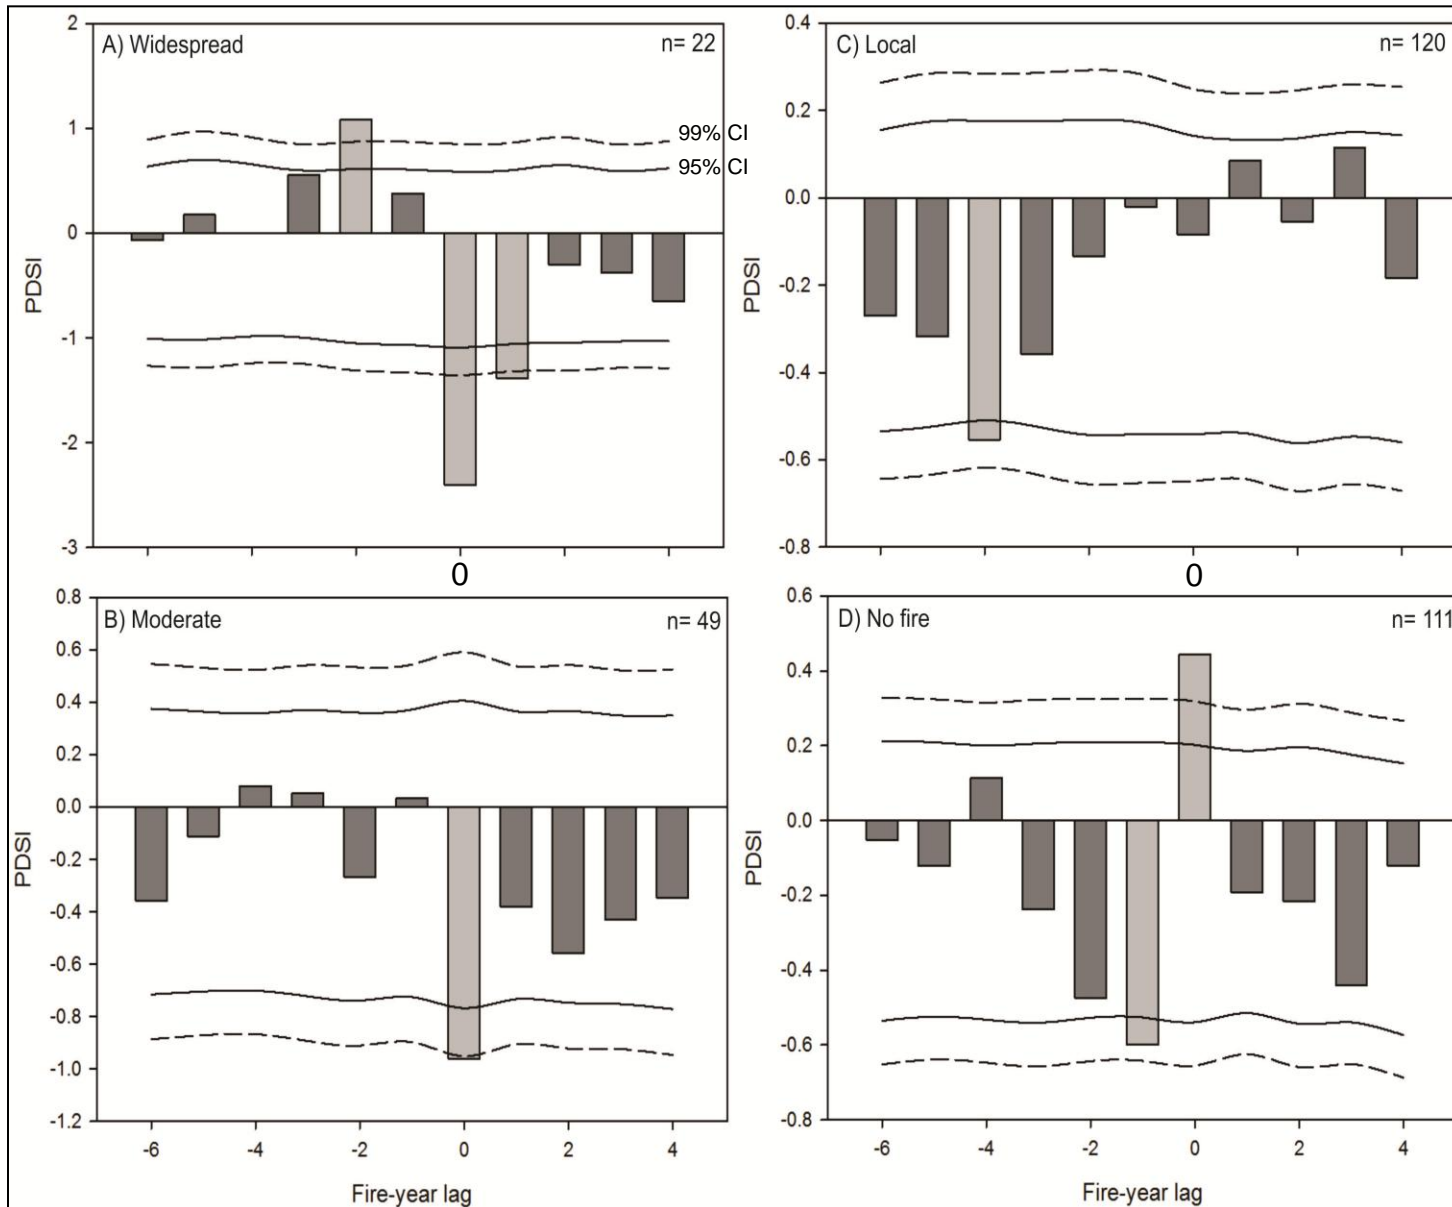 A) Widespread
n= 22
2
1
0
-1
-2
-3
PDSI
99% CI
95% CI
0
C) Local
n= 120
0.4
0.2
0.0
-0.2
-0.4
-0.6
-0.8
PDSI
0
B) Moderate
n= 49
0.8
0.6
0.4
0.2
0.0
-0.2
-0.4
-0.6
-0.8
-1.0
-1.2
PDSI
-6 -4 -2 0 2 4
Fire-year lag
D) No fire
n= 111
0.6
0.4
0.2
0.0
-0.2
-0.4
-0.6
-0.8
PDSI
-6 -4 -2 0 2 4
Fire-year lag